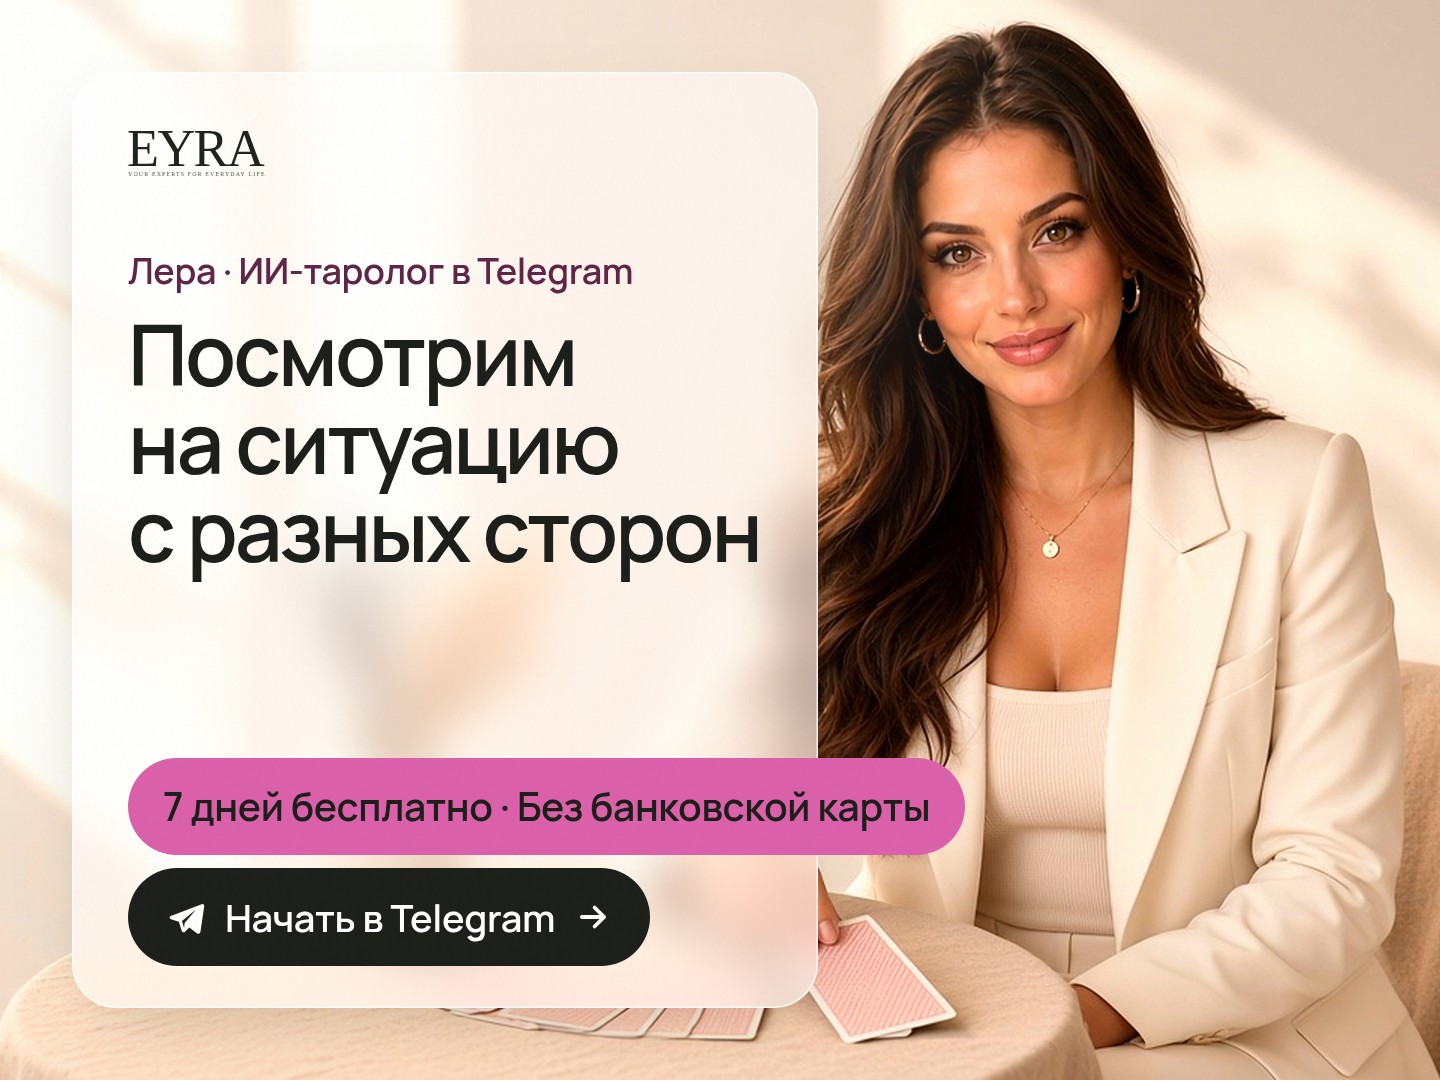 EYRA
YOUR EXPERTS FOR EVERYDAY LIFE
Лера · ИИ-таролог в Telegram
Посмотрим
на ситуацию
с разных сторон
7 дней бесплатно · Без банковской карты
Начать в Telegram →